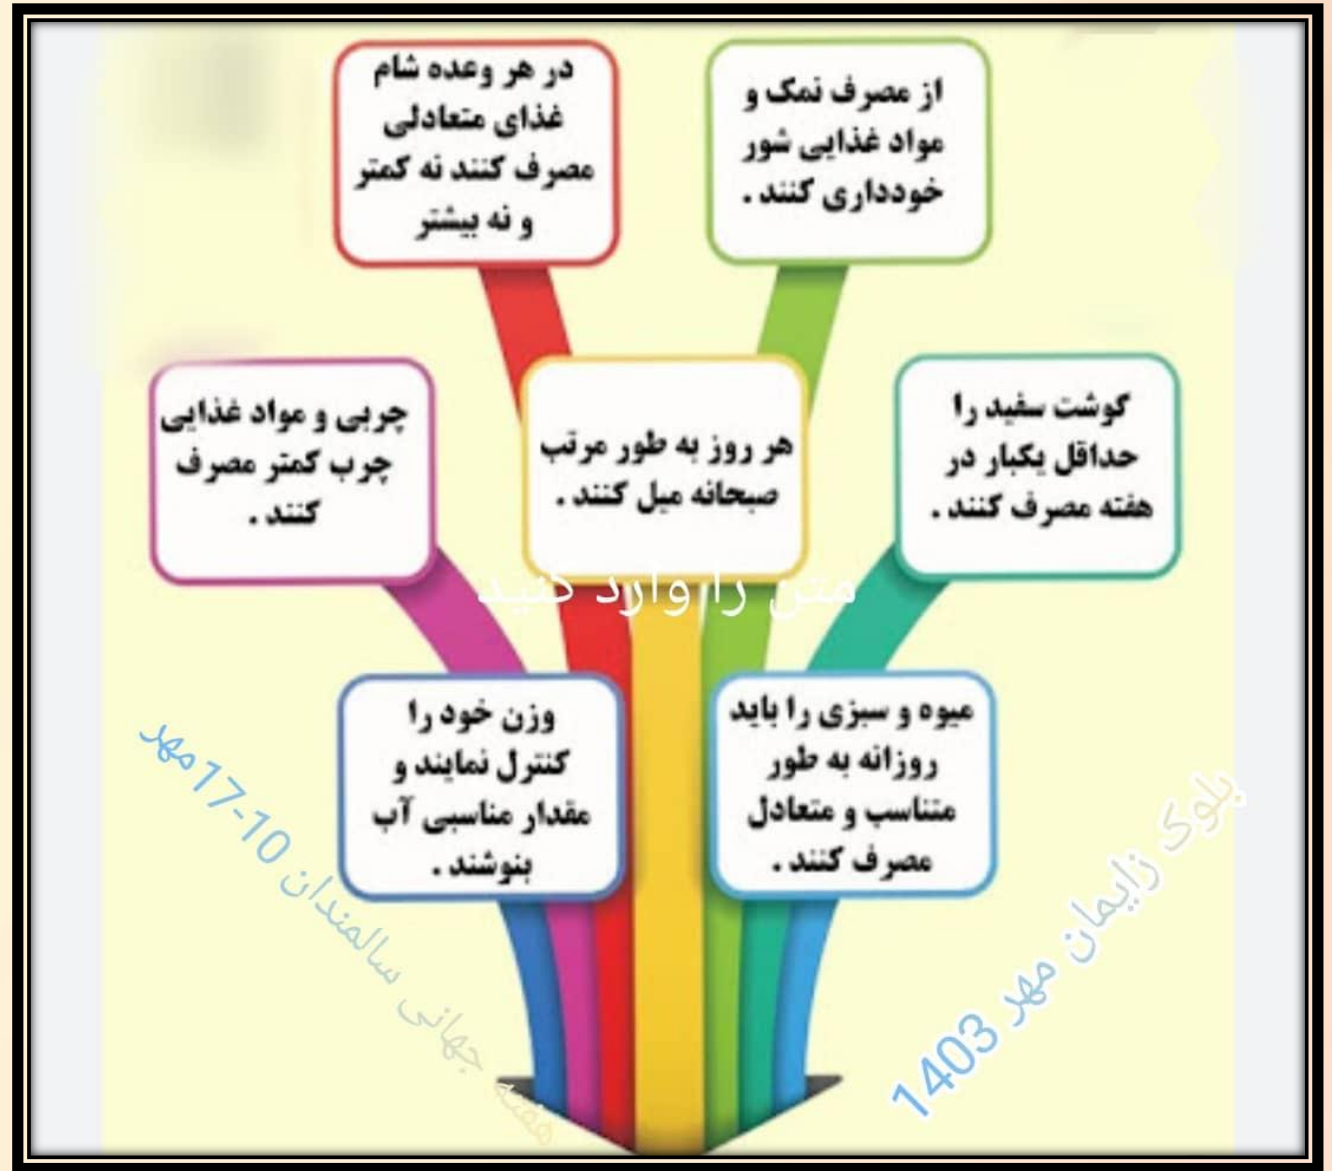 از مصرف نمک و
مواد غذایی شور
خودداری کنند .
در هر وعده شام
غذای متعادلی
مصرف کنند نه کمتر
و نه بیشتر
گوشت سفید را
حداقل یکبار در
هفته مصرف کنند .
هر روز به طور مرتب
صبحانه میل کنند .
چربی و مواد غذایی
چرب کمتر مصرف
کنند .
متن را وارد کنید
میوه و سبزی را باید
روزانه به طور
متناسب و متعادل
مصرف کنند .
وزن خود را
کنترل نمایند و
مقدار مناسبی آب
بنوشند .
بلوک زایمان مهر 1403
هفته جهانی سالمندان 10-17مهر